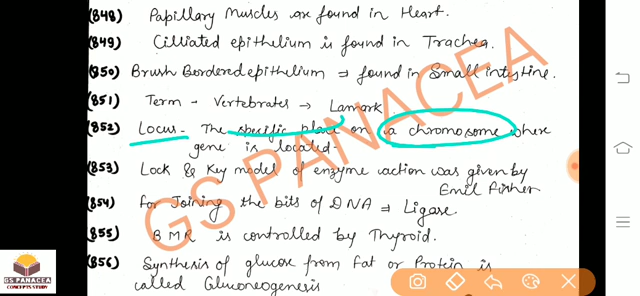 (848) Papillary Muscles are found in Heart.
(849) Cilliated epithelium is found in Trachea.
(850) Brush Bordered epithelium ⇒ found in Small intestine.
(851) Term - Vertebrates → Lamark
(852) Locus - The specific place on a chromosome where
gene is located.
(853) Lock & Key model of enzyme action was given by
Emil Fisher
(854) For Joining the bits of DNA ⇒ Ligase
(855) BMR is controlled by Thyroid.
(856) Synthesis of glucose from Fat or Protein is
called Gluconeogenesis
GS PANACEA
GS PANACEA
CONCEPTS STUDY